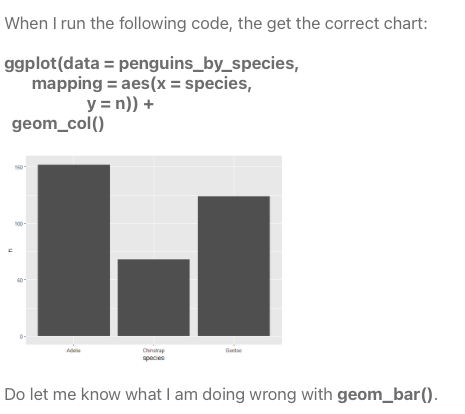 When I run the following code, the get the correct chart:
ggplot(data = penguins_by_species,
mapping = aes(x = species,
y = n)) +
geom_col()
150
100
50
0
n
Adelie
Chinstrap
Gentoo
species
Do let me know what I am doing wrong with geom_bar().